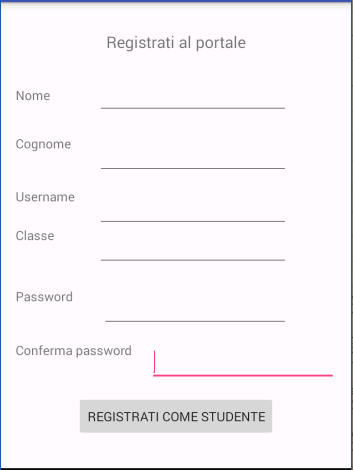 Registrati al portale
Nome
Cognome
Username
Classe
Password
Conferma password
REGISTRATI COME STUDENTE